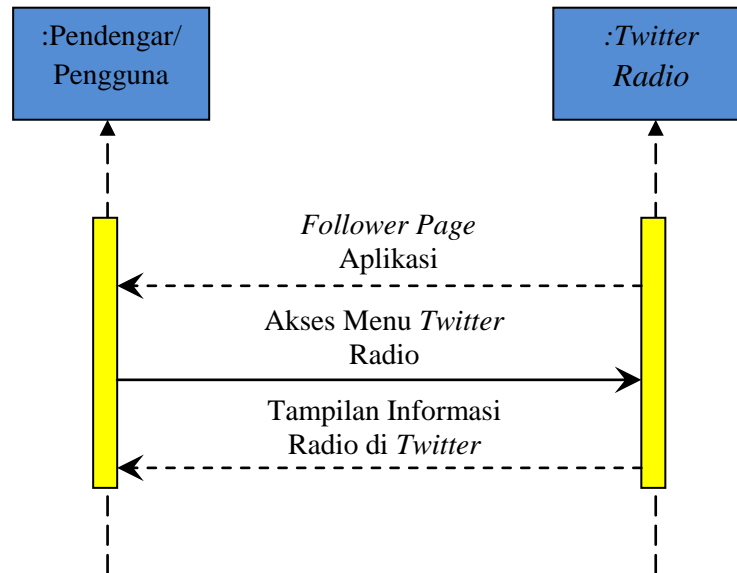 :Pendengar/
Pengguna
:Twitter
Radio
Follower Page
Aplikasi
Akses Menu Twitter
Radio
Tampilan Informasi
Radio di Twitter